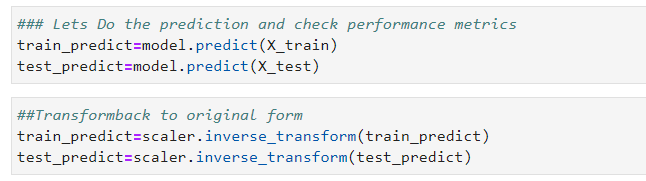 ### Lets Do the prediction and check performance metrics
train_predict=model.predict(X_train)
test_predict=model.predict(X_test)
##Transformback to original form
train_predict=scaler.inverse_transform(train_predict)
test_predict=scaler.inverse_transform(test_predict)